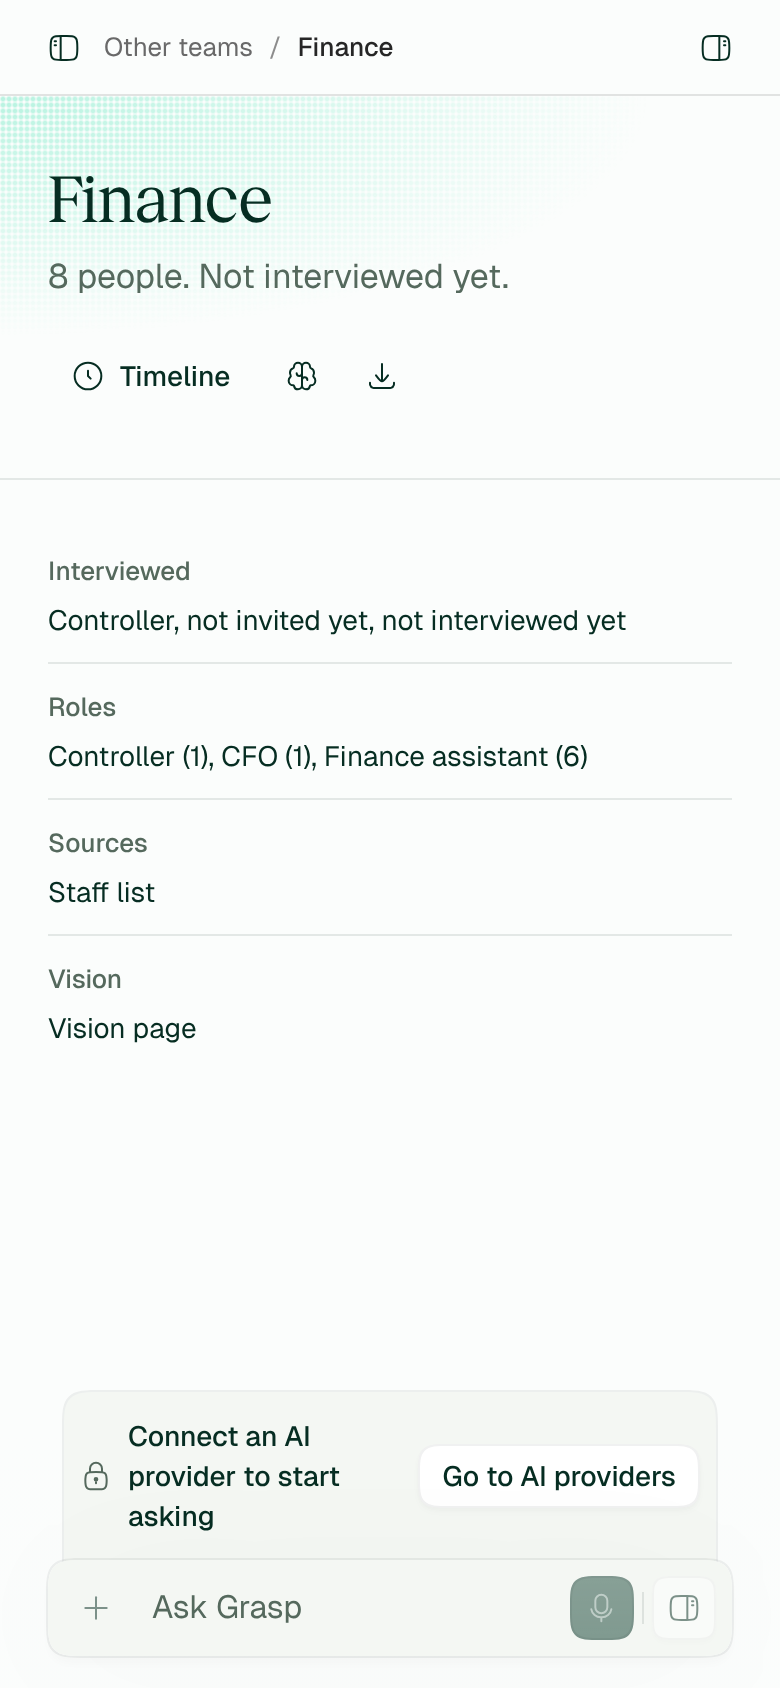 Other teams / Finance
Finance
8 people. Not interviewed yet.
Timeline
Interviewed
Controller, not invited yet, not interviewed yet
Roles
Controller (1), CFO (1), Finance assistant (6)
Sources
Staff list
Vision
Vision page
Connect an AI
provider to start
asking
Go to AI providers
Ask Grasp